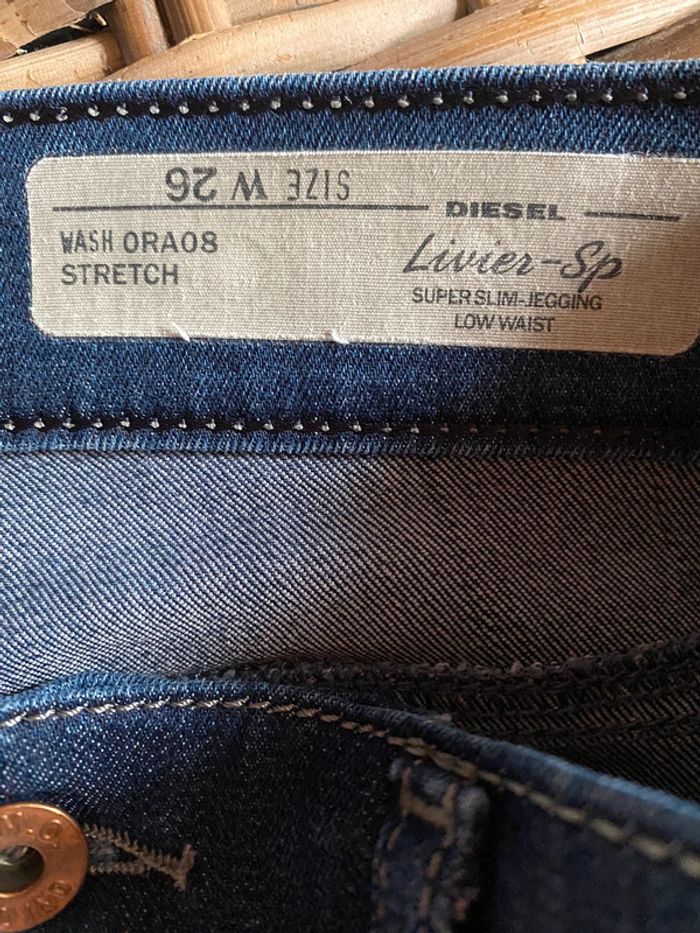 SIZE W 26
DIESEL
WASH 0RA08
STRETCH
Livier-Sp
SUPER SLIM-JEGGING
LOW WAIST